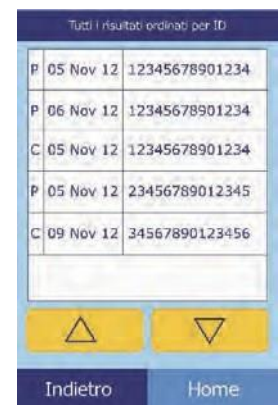 Tutti i risultati ordinati per ID
P 05 Nov 12 12345678901234
P 06 Nov 12 12345678901234
C 05 Nov 12 12345678901234
P 05 Nov 12 23456789012345
C 09 Nov 12 34567890123456
Indietro Home